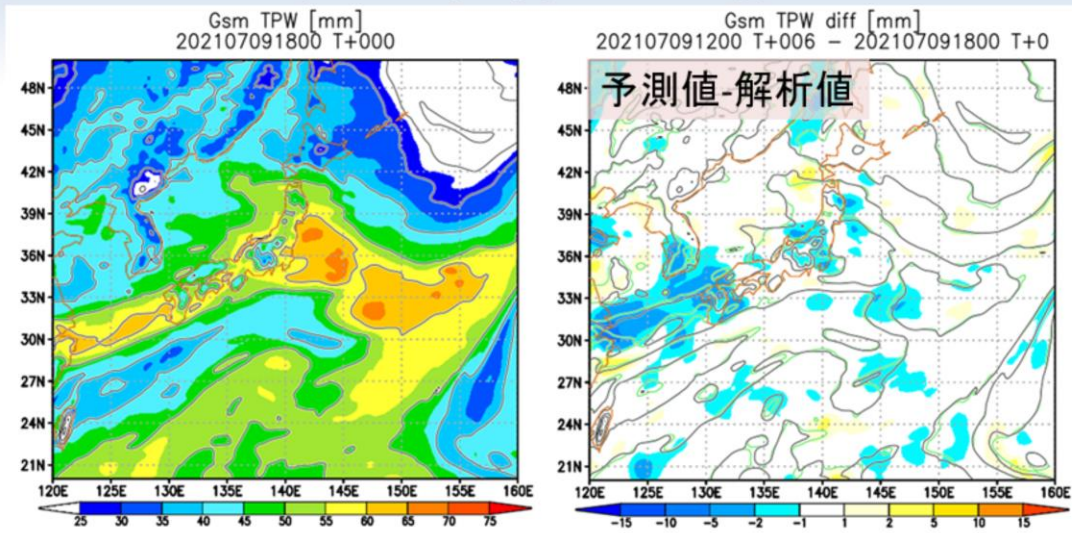 Gsm TPW [mm]
202107091800 T+000
48N
45N
42N
39N
36N
33N
30N
27N
24N
21N
120E 125E 130E 135E 140E 145E 150E 155E 160E
25 30 35 40 45 50 55 60 65 70 75
Gsm TPW diff [mm]
202107091200 T+006 - 202107091800 T+0
予測値-解析値
48N
45N
42N
39N
36N
33N
30N
27N
24N
21N
120E 125E 130E 135E 140E 145E 150E 155E 160E
-15 -10 -5 -2 -1 1 2 5 10 15